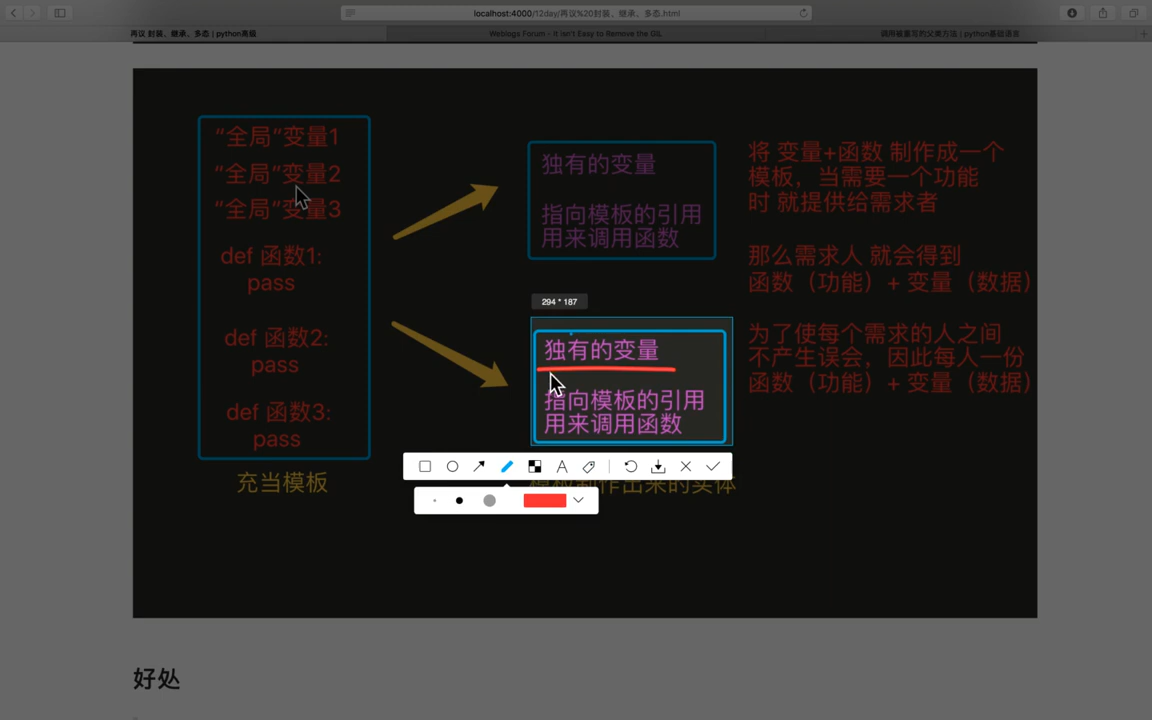 localhost:4000/12day/再议%20封装、继承、多态.html
再议 封装、继承、多态 | python高级
Weblogs Forum - It isn't Easy to Remove the GIL
调用被重写的父类方法 | python基础语言
“全局”变量1
“全局”变量2
“全局”变量3
def 函数1:
pass
def 函数2:
pass
def 函数3:
pass
充当模板
独有的变量
指向模板的引用
用来调用函数
294 * 187
独有的变量
指向模板的引用
用来调用函数
模板制作出来的实体
将 变量+函数 制作成一个
模板，当需要一个功能
时 就提供给需求者
那么需求人 就会得到
函数（功能）+ 变量（数据）
为了使每个需求的人之间
不产生误会，因此每人一份
函数（功能）+ 变量（数据）
A
好处